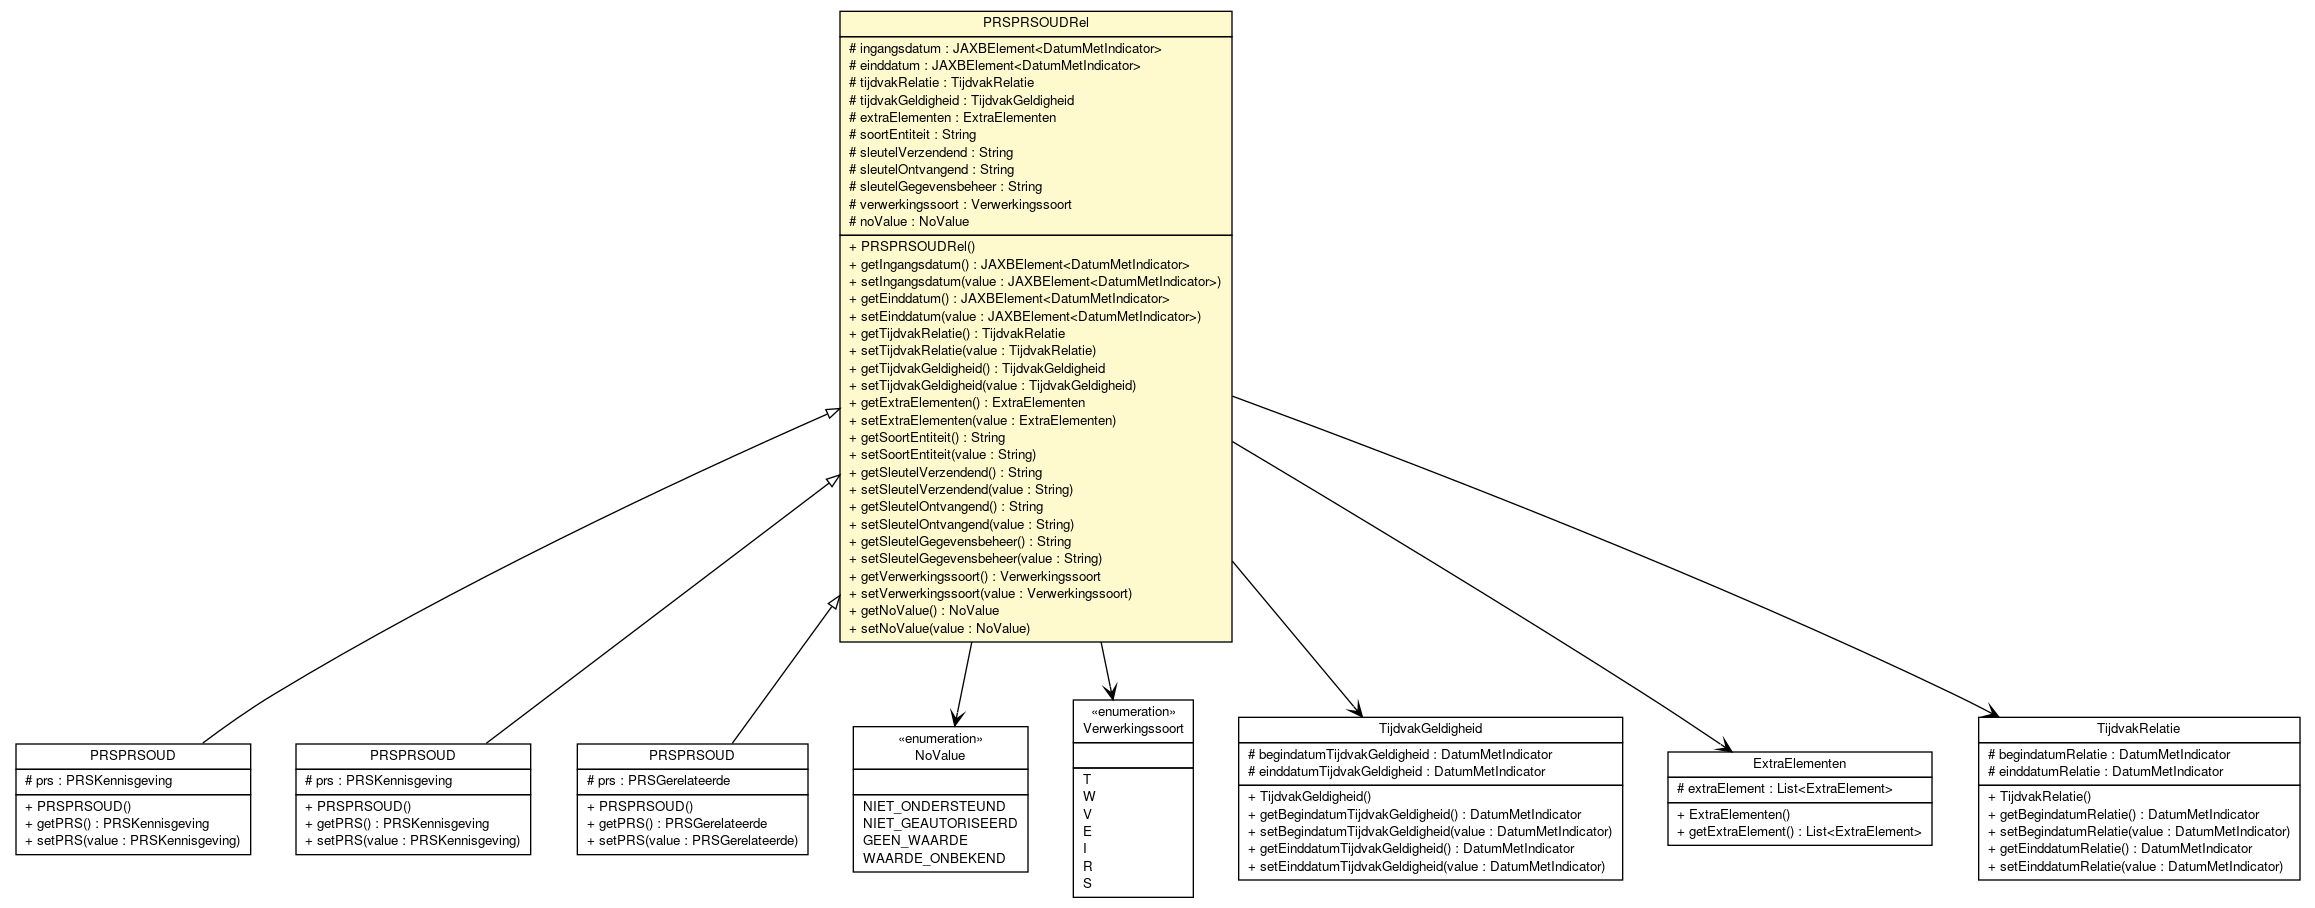 PRSPRSOUDRel
# ingangsdatum : JAXBElement<DatumMetIndicator>
# einddatum : JAXBElement<DatumMetIndicator>
# tijdvakRelatie : TijdvakRelatie
# tijdvakGeldigheid : TijdvakGeldigheid
# extraElementen : ExtraElementen
# soortEntiteit : String
# sleutelVerzendend : String
# sleutelOntvangend : String
# sleutelGegevensbeheer : String
# verwerkingssoort : Verwerkingssoort
# noValue : NoValue
+ PRSPRSOUDRel()
+ getIngangsdatum() : JAXBElement<DatumMetIndicator>
+ setIngangsdatum(value : JAXBElement<DatumMetIndicator>)
+ getEinddatum() : JAXBElement<DatumMetIndicator>
+ setEinddatum(value : JAXBElement<DatumMetIndicator>)
+ getTijdvakRelatie() : TijdvakRelatie
+ setTijdvakRelatie(value : TijdvakRelatie)
+ getTijdvakGeldigheid() : TijdvakGeldigheid
+ setTijdvakGeldigheid(value : TijdvakGeldigheid)
+ getExtraElementen() : ExtraElementen
+ setExtraElementen(value : ExtraElementen)
+ getSoortEntiteit() : String
+ setSoortEntiteit(value : String)
+ getSleutelVerzendend() : String
+ setSleutelVerzendend(value : String)
+ getSleutelOntvangend() : String
+ setSleutelOntvangend(value : String)
+ getSleutelGegevensbeheer() : String
+ setSleutelGegevensbeheer(value : String)
+ getVerwerkingssoort() : Verwerkingssoort
+ setVerwerkingssoort(value : Verwerkingssoort)
+ getNoValue() : NoValue
+ setNoValue(value : NoValue)
PRSPRSOUD
# prs : PRSKennisgeving
+ PRSPRSOUD()
+ getPRS() : PRSKennisgeving
+ setPRS(value : PRSKennisgeving)
PRSPRSOUD
# prs : PRSKennisgeving
+ PRSPRSOUD()
+ getPRS() : PRSKennisgeving
+ setPRS(value : PRSKennisgeving)
PRSPRSOUD
# prs : PRSGerelateerde
+ PRSPRSOUD()
+ getPRS() : PRSGerelateerde
+ setPRS(value : PRSGerelateerde)
«enumeration»
NoValue
NIET_ONDERSTEUND
NIET_GEAUTORISEERD
GEEN_WAARDE
WAARDE_ONBEKEND
«enumeration»
Verwerkingssoort
T
W
V
E
I
R
S
TijdvakGeldigheid
# begindatumTijdvakGeldigheid : DatumMetIndicator
# einddatumTijdvakGeldigheid : DatumMetIndicator
+ TijdvakGeldigheid()
+ getBegindatumTijdvakGeldigheid() : DatumMetIndicator
+ setBegindatumTijdvakGeldigheid(value : DatumMetIndicator)
+ getEinddatumTijdvakGeldigheid() : DatumMetIndicator
+ setEinddatumTijdvakGeldigheid(value : DatumMetIndicator)
ExtraElementen
# extraElement : List<ExtraElement>
+ ExtraElementen()
+ getExtraElement() : List<ExtraElement>
TijdvakRelatie
# begindatumRelatie : DatumMetIndicator
# einddatumRelatie : DatumMetIndicator
+ TijdvakRelatie()
+ getBegindatumRelatie() : DatumMetIndicator
+ setBegindatumRelatie(value : DatumMetIndicator)
+ getEinddatumRelatie() : DatumMetIndicator
+ setEinddatumRelatie(value : DatumMetIndicator)